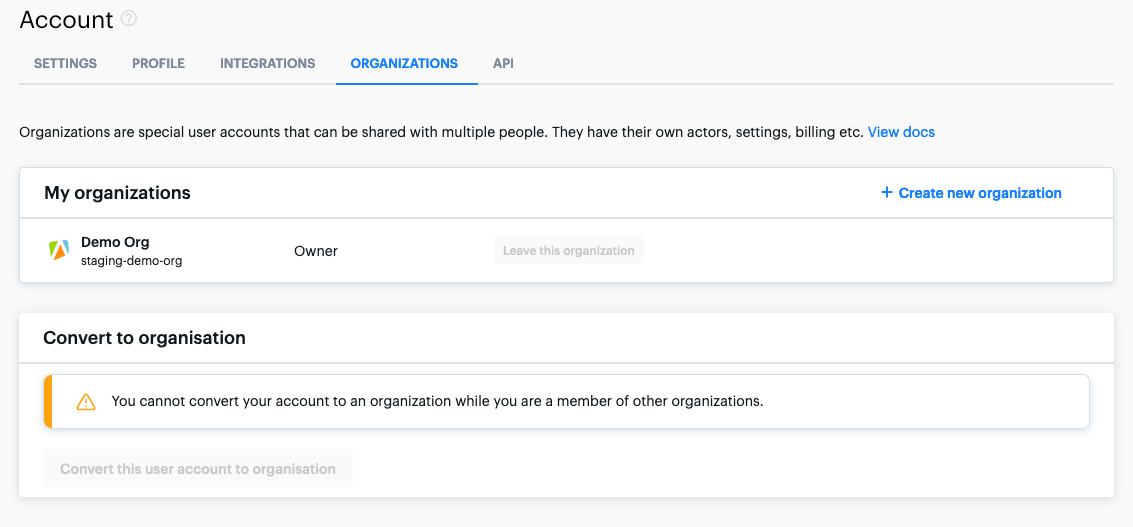 Account ?
SETTINGS PROFILE INTEGRATIONS ORGANIZATIONS API
Organizations are special user accounts that can be shared with multiple people. They have their own actors, settings, billing etc. View docs
My organizations + Create new organization
Demo Org
staging-demo-org
Owner
Leave this organization
Convert to organisation
You cannot convert your account to an organization while you are a member of other organizations.
Convert this user account to organisation